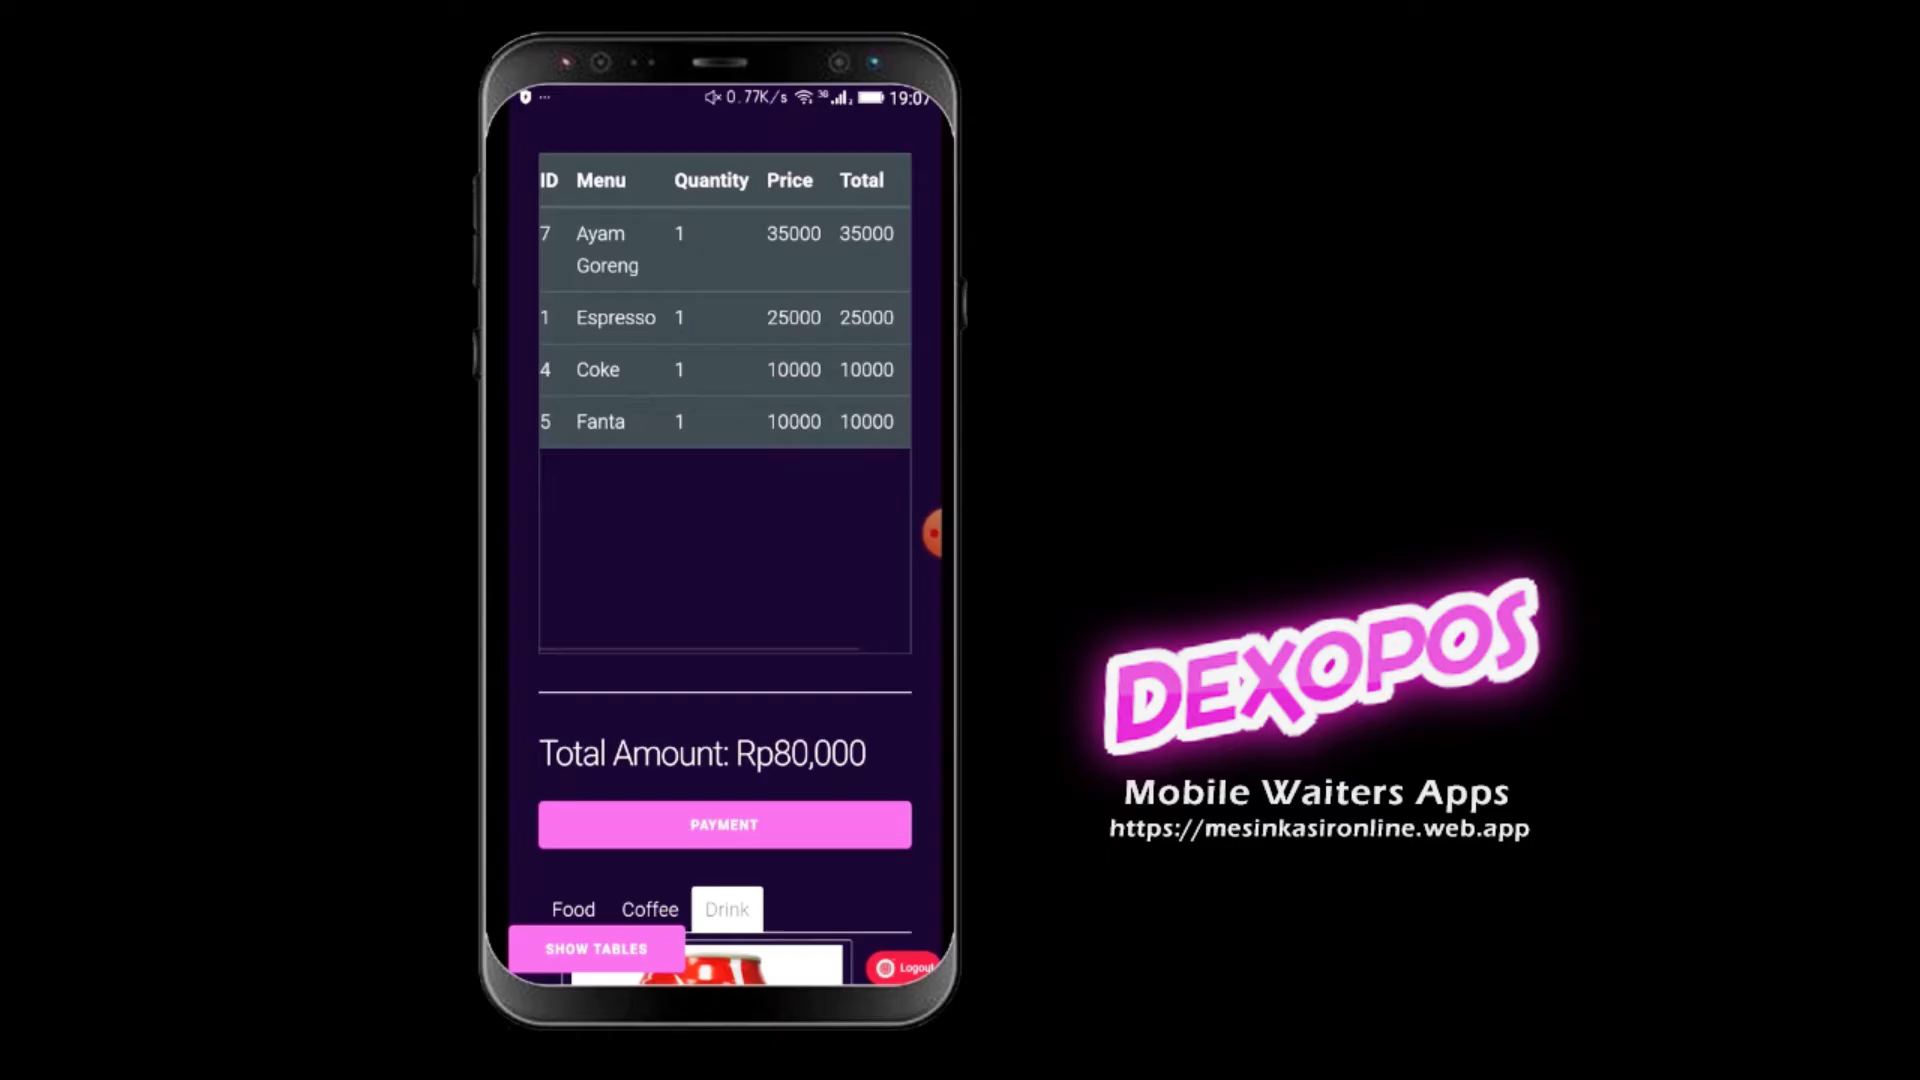 0.77K/s 3G 19:07
ID Menu Quantity Price Total
7 Ayam Goreng 1 35000 35000
1 Espresso 1 25000 25000
4 Coke 1 10000 10000
5 Fanta 1 10000 10000
Total Amount: Rp80,000
PAYMENT
Food Coffee Drink
SHOW TABLES
Logout
DEXOPOS
Mobile Waiters Apps
https://mesinkasironline.web.app